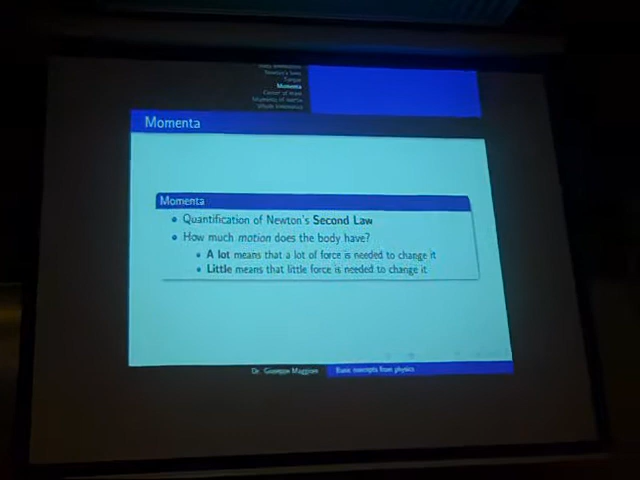 Newton's laws
Torque
Momenta
Center of mass
Moments of inertia
Momenta
Momenta
Quantification of Newton's Second Law
How much motion does the body have?
A lot means that a lot of force is needed to change it
Little means that little force is needed to change it
Dr. Giuseppe Maggiore
Basic concepts from physics